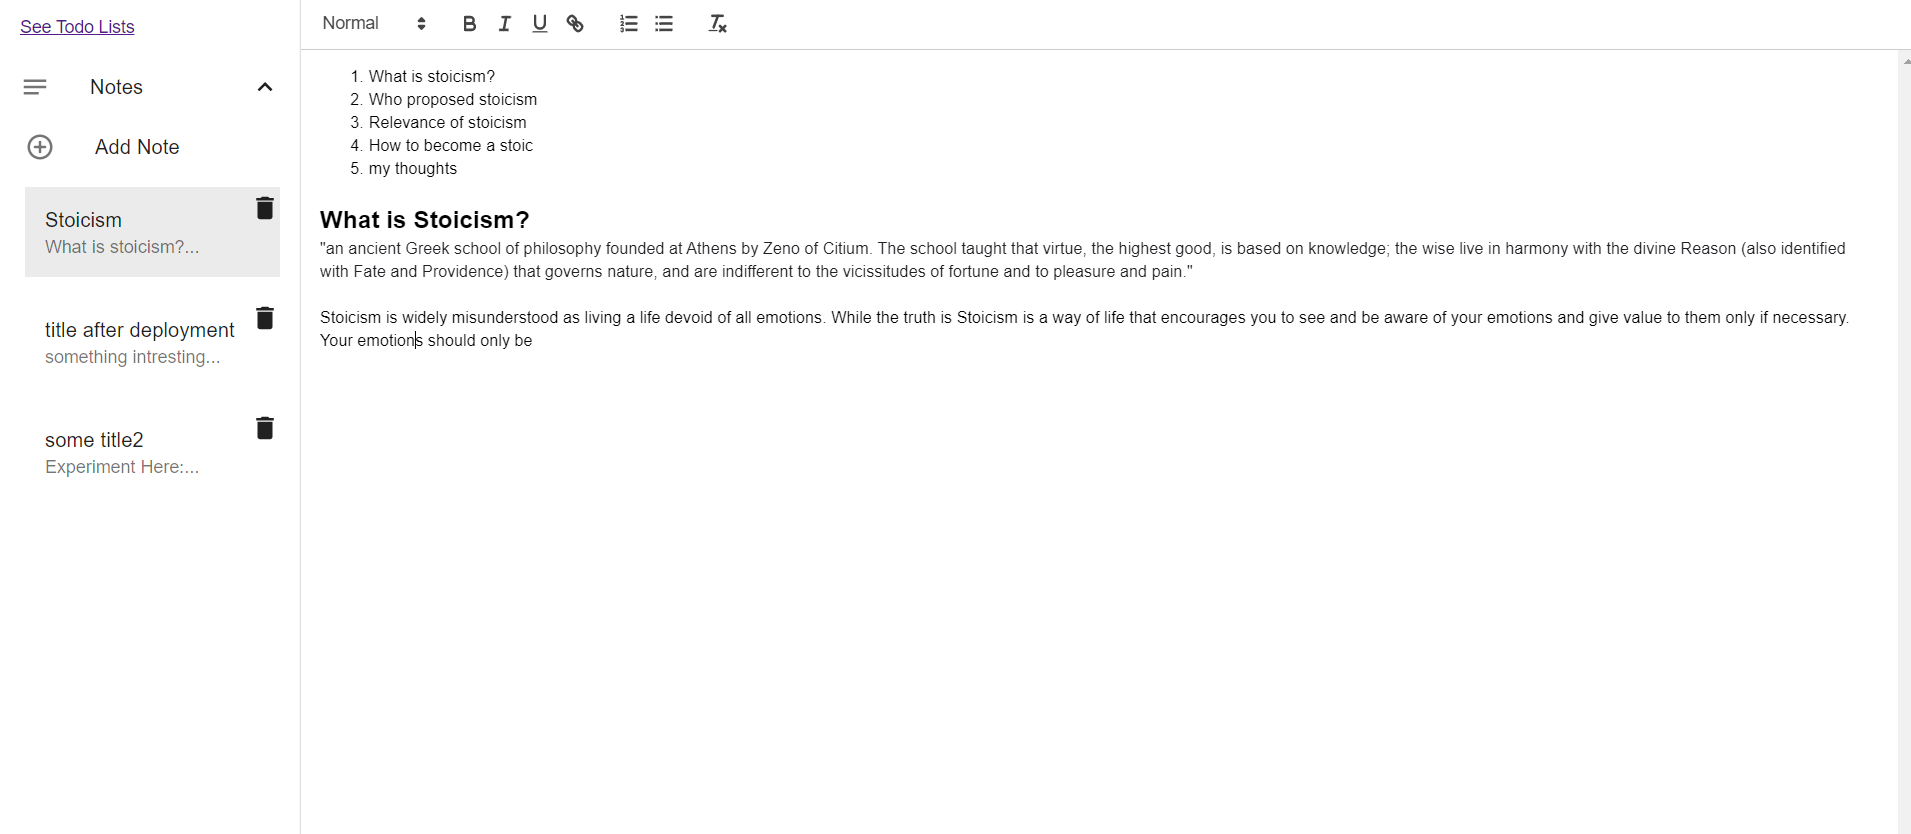 See Todo Lists
Notes
Add Note
Stoicism
What is stoicism?...
title after deployment
something intresting...
some title2
Experiment Here:...
Normal
1. What is stoicism?
2. Who proposed stoicism
3. Relevance of stoicism
4. How to become a stoic
5. my thoughts
What is Stoicism?
"an ancient Greek school of philosophy founded at Athens by Zeno of Citium. The school taught that virtue, the highest good, is based on knowledge; the wise live in harmony with the divine Reason (also identified
with Fate and Providence) that governs nature, and are indifferent to the vicissitudes of fortune and to pleasure and pain."
Stoicism is widely misunderstood as living a life devoid of all emotions. While the truth is Stoicism is a way of life that encourages you to see and be aware of your emotions and give value to them only if necessary.
Your emotions should only be